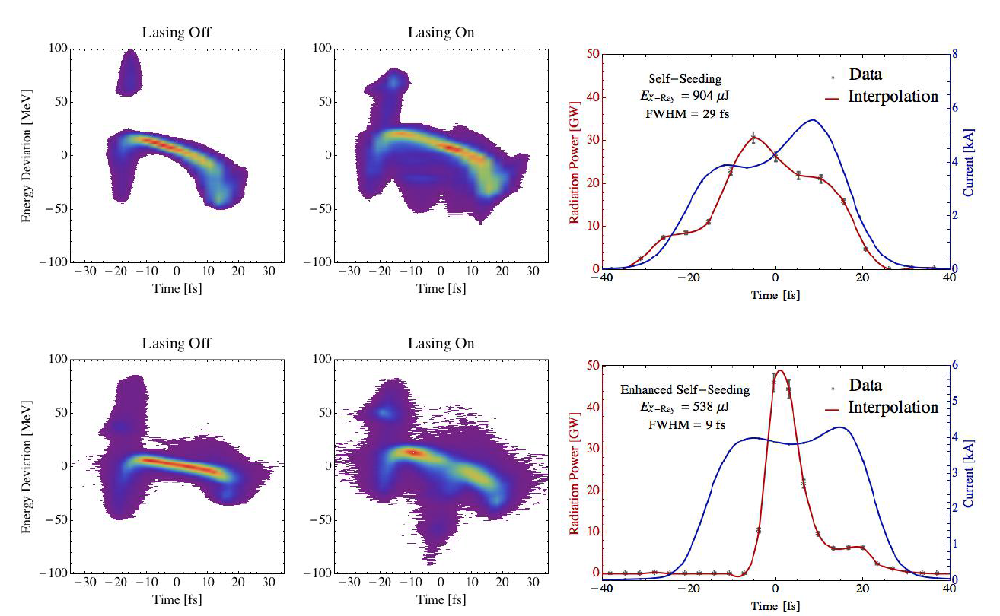 Lasing Off
Energy Deviation [MeV]
100
50
0
−50
−100
−30 −20 −10 0 10 20 30
Time [fs]
Lasing On
100
50
0
−50
−100
−30 −20 −10 0 10 20 30
Time [fs]
Radiation Power [GW]
50
40
30
20
10
0
Self−Seeding
E X−Ray = 904 μJ
FWHM = 29 fs
Data
Interpolation
8
6
4
2
0
Current [kA]
−40 −20 0 20 40
Time [fs]
Lasing Off
Energy Deviation [MeV]
100
50
0
−50
−100
−30 −20 −10 0 10 20 30
Time [fs]
Lasing On
100
50
0
−50
−100
−30 −20 −10 0 10 20 30
Time [fs]
Radiation Power [GW]
50
40
30
20
10
0
Enhanced Self−Seeding
E X−Ray = 538 μJ
FWHM = 9 fs
Data
Interpolation
6
5
4
3
2
1
0
Current [kA]
−40 −20 0 20 40
Time [fs]